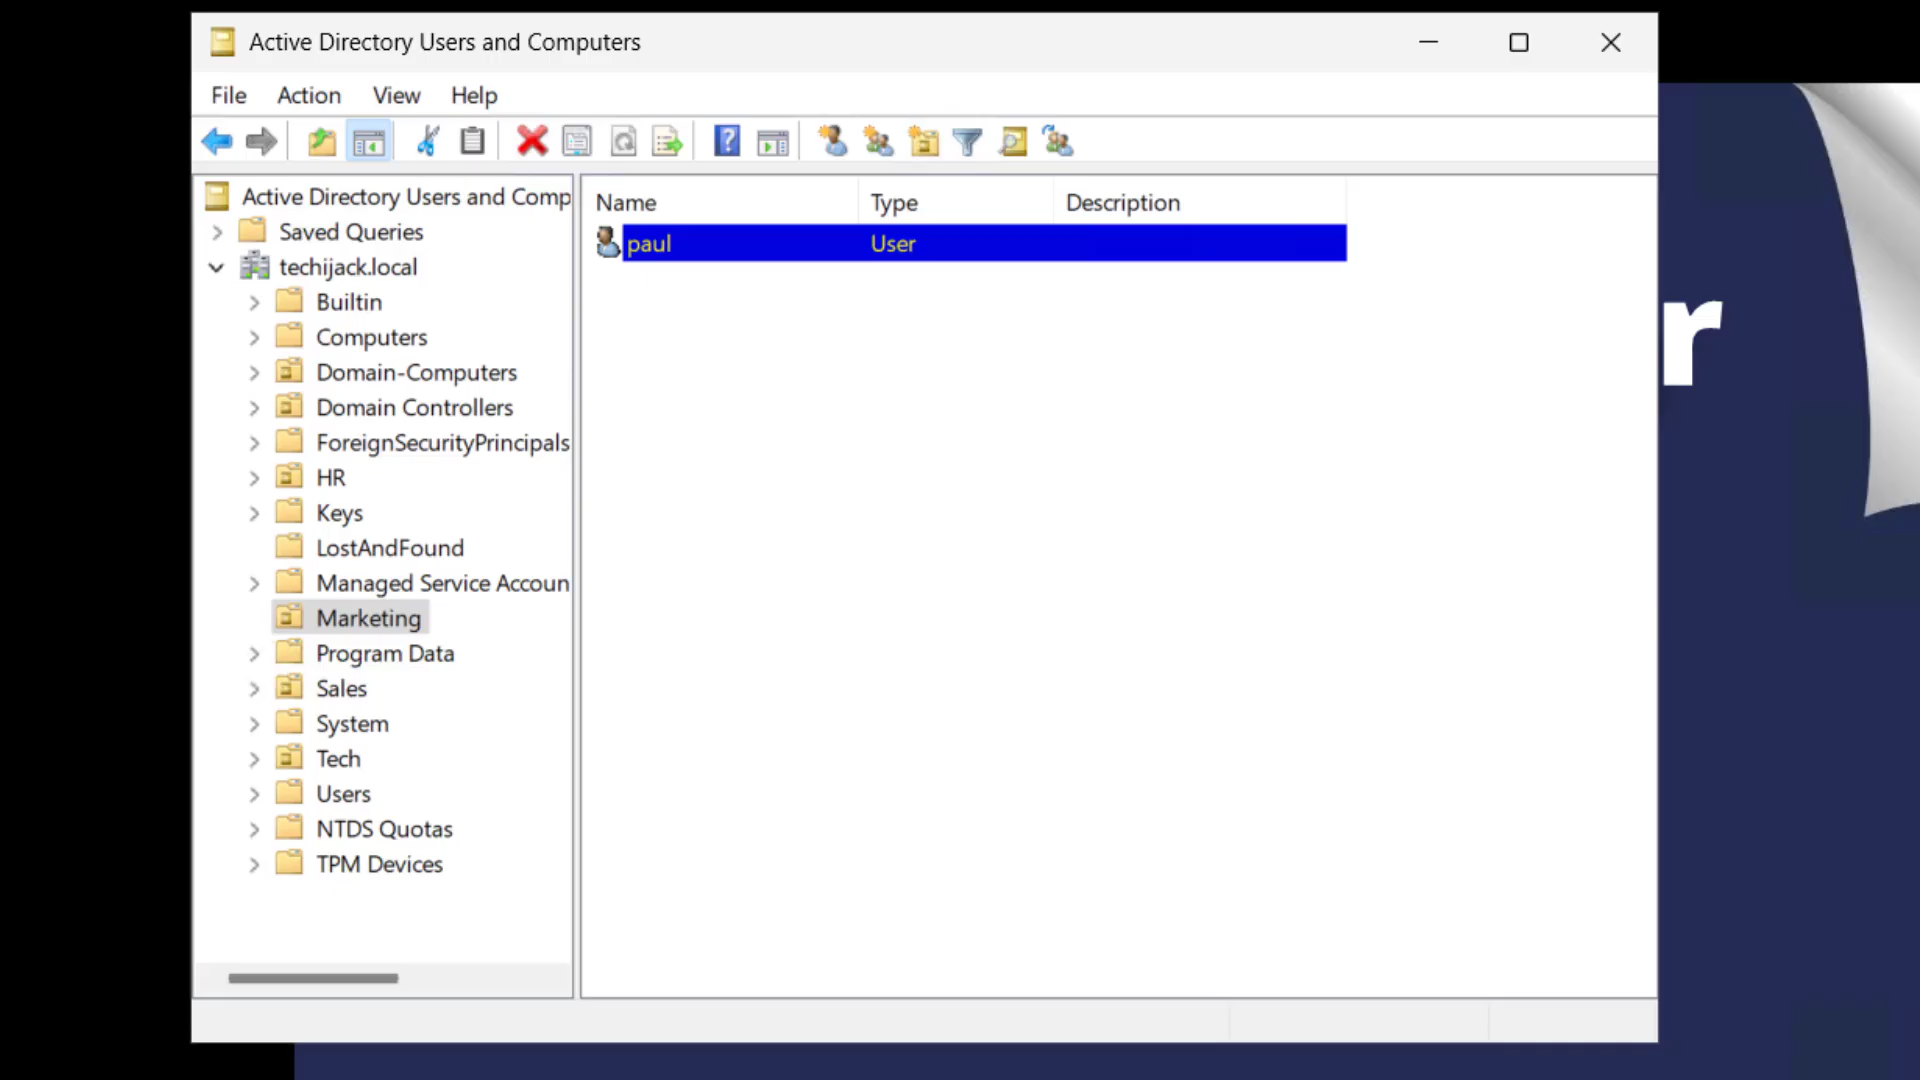 Active Directory Users and Computers
File Action View Help
Active Directory Users and Comp
Saved Queries
techijack.local
Builtin
Computers
Domain-Computers
Domain Controllers
ForeignSecurityPrincipals
HR
Keys
LostAndFound
Managed Service Accoun
Marketing
Program Data
Sales
System
Tech
Users
NTDS Quotas
TPM Devices
Name Type Description
paul User
r